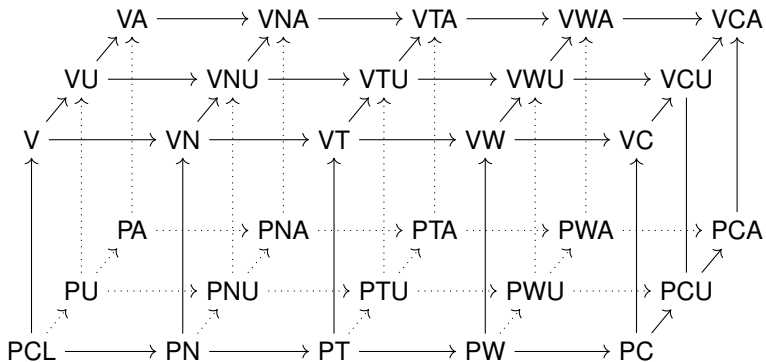 VA VNA VTA VWA VCA
VU VNU VTU VWU VCU
V VN VT VW VC
PA PNA PTA PWA PCA
PU PNU PTU PWU PCU
PCL PN PT PW PC